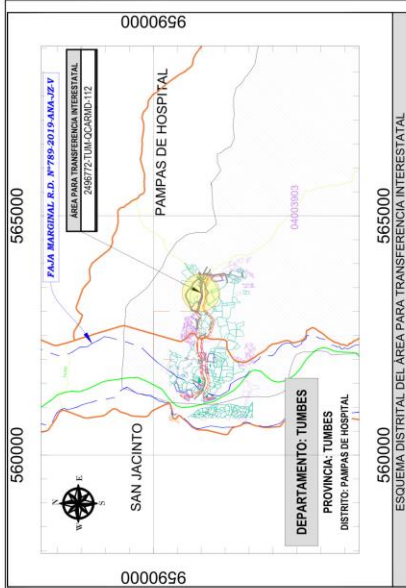 9590000
565000
565000
560000
560000
9590000
FAJA MARGINAL R.D. N°789-2019-ANA-JZ-V
ÁREA PARA TRANSFERENCIA INTERESTATAL
2496772-TUM-QCARMD-112
PAMPAS DE HOSPITAL
04003903
N
W
E
S
SAN JACINTO
DEPARTAMENTO: TUMBES
PROVINCIA: TUMBES
DISTRITO: PAMPAS DE HOSPITAL
ESQUEMA DISTRITAL DEL ÁREA PARA TRANSFERENCIA INTERESTATAL